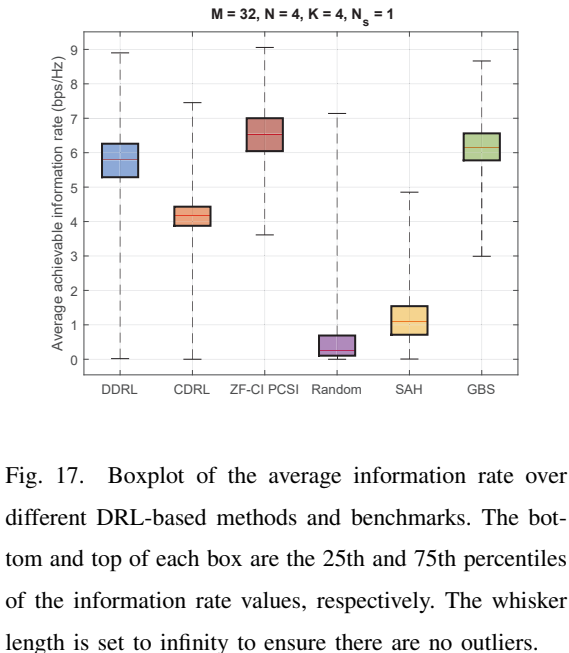 M = 32, N = 4, K = 4, N_s = 1
Average achievable information rate (bps/Hz)
9
8
7
6
5
4
3
2
1
0
DDRL CDRL ZF-CI PCSI Random SAH GBS
Fig. 17. Boxplot of the average information rate over
different DRL-based methods and benchmarks. The bot-
tom and top of each box are the 25th and 75th percentiles
of the information rate values, respectively. The whisker
length is set to infinity to ensure there are no outliers.